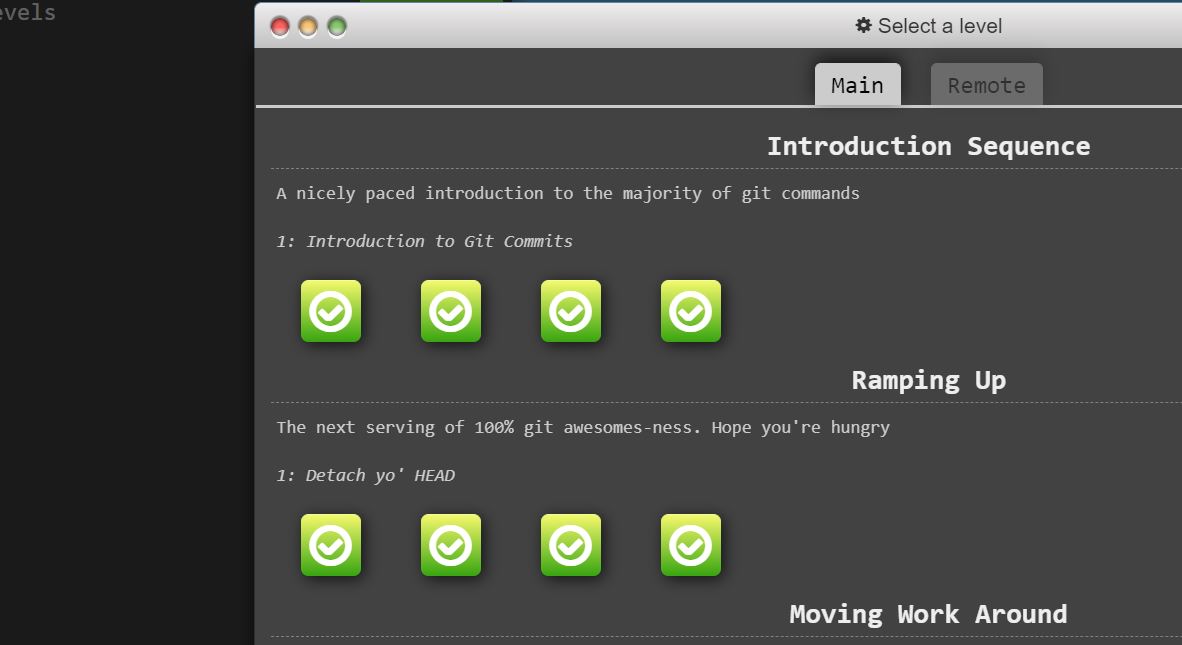 Select a level
Main
Remote
Introduction Sequence
A nicely paced introduction to the majority of git commands
1: Introduction to Git Commits
Ramping Up
The next serving of 100% git awesomes-ness. Hope you're hungry
1: Detach yo' HEAD
Moving Work Around